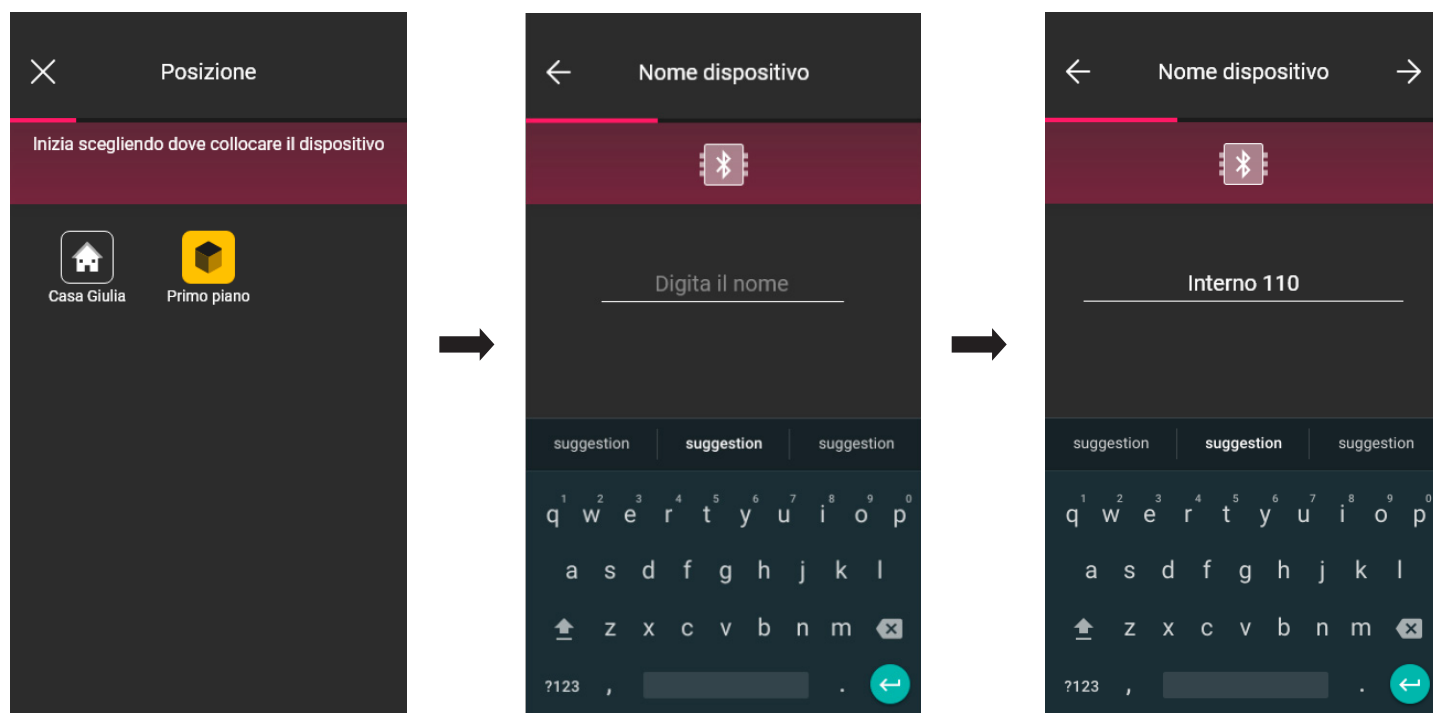 Posizione
Inizia scegliendo dove collocare il dispositivo
Casa Giulia
Primo piano
Nome dispositivo
Digita il nome
suggestion suggestion suggestion
1 2 3 4 5 6 7 8 9 0
q w e r t y u i o p
a s d f g h j k l
z x c v b n m
?123 , .
Nome dispositivo
Interno 110
suggestion suggestion suggestion
1 2 3 4 5 6 7 8 9 0
q w e r t y u i o p
a s d f g h j k l
z x c v b n m
?123 , .